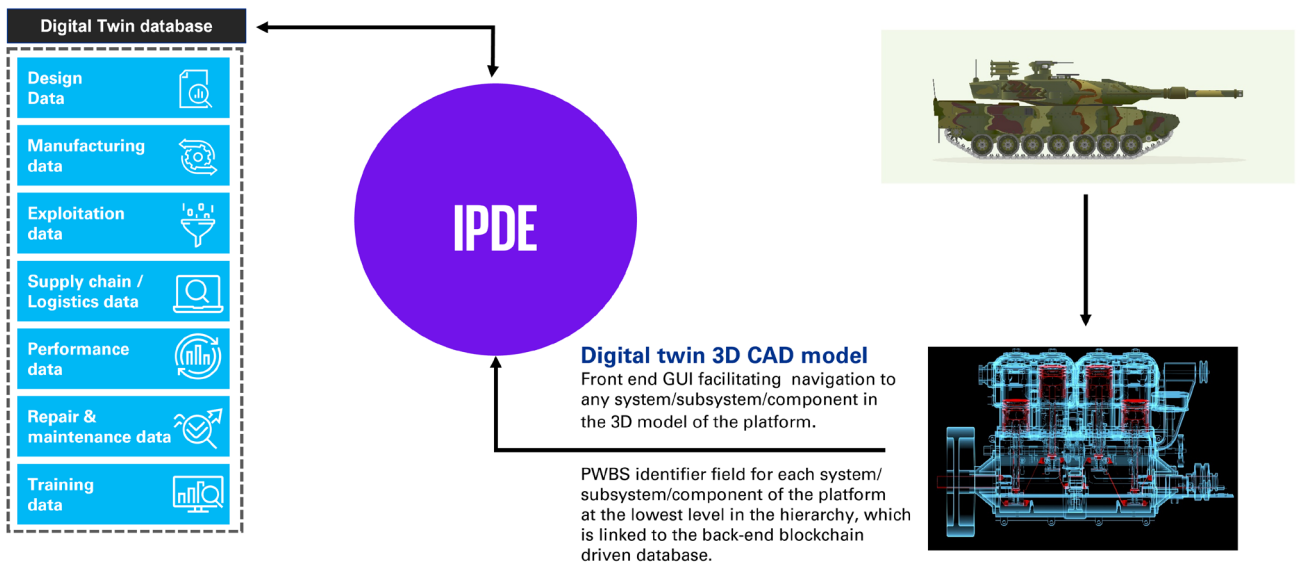 Digital Twin database
Design
Data
Manufacturing
data
Exploitation
data
Supply chain /
Logistics data
Performance
data
Repair &
maintenance data
Training
data
IPDE
Digital twin 3D CAD model
Front end GUI facilitating navigation to
any system/subsystem/component in
the 3D model of the platform.
PWBS identifier field for each system/
subsystem/component of the platform
at the lowest level in the hierarchy, which
is linked to the back-end blockchain
driven database.